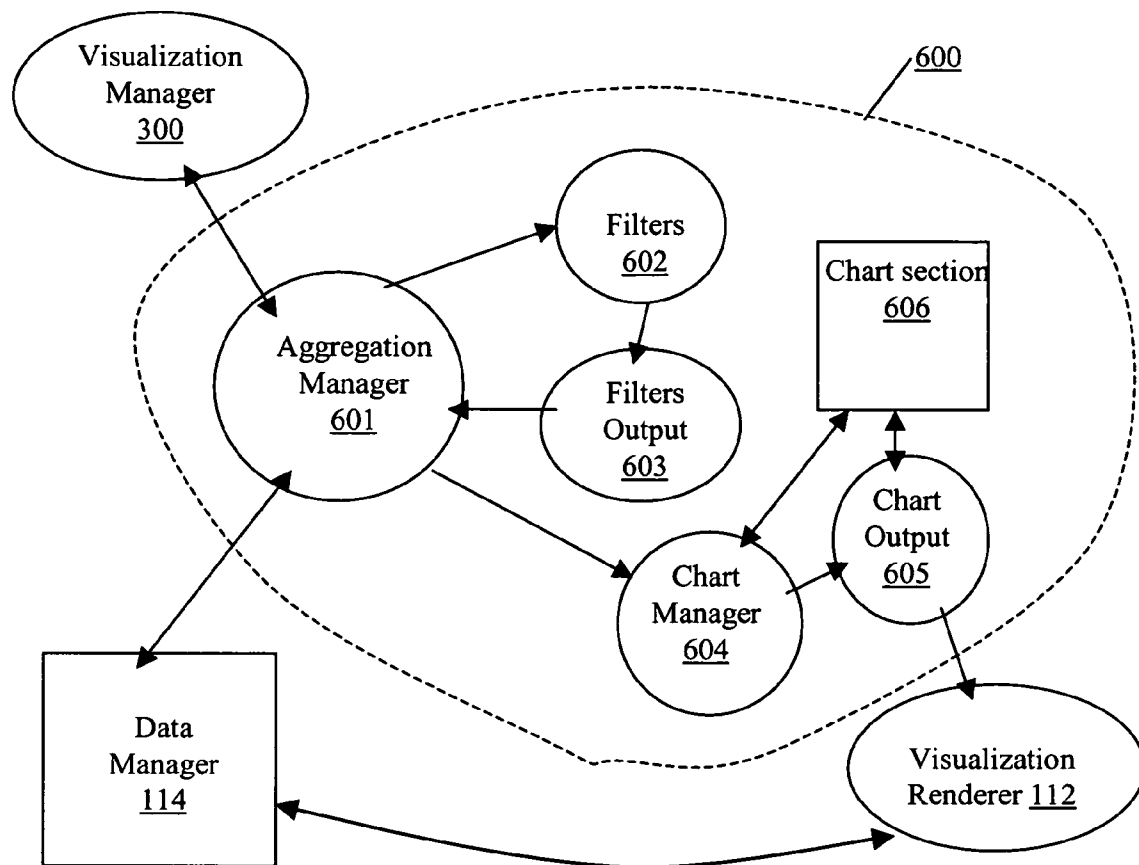 Visualization
Manager
300
600
Filters
602
Chart section
606
Aggregation
Manager
601
Filters
Output
603
Chart
Output
605
Chart
Manager
604
Data
Manager
114
Visualization
Renderer 112